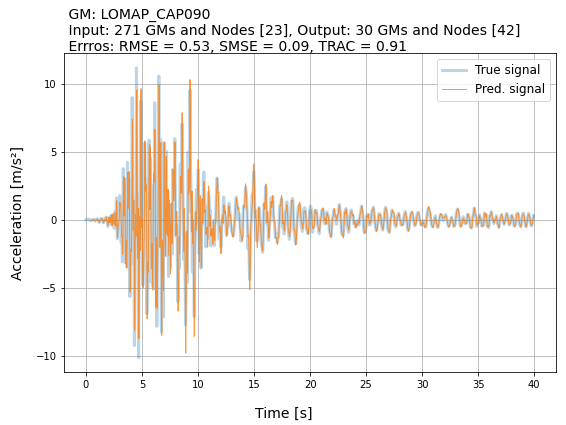 GM: LOMAP_CAP090
Input: 271 GMs and Nodes [23], Output: 30 GMs and Nodes [42]
Errros: RMSE = 0.53, SMSE = 0.09, TRAC = 0.91
True signal
Pred. signal
10
5
0
−5
−10
Acceleration [m/s²]
0 5 10 15 20 25 30 35 40
Time [s]